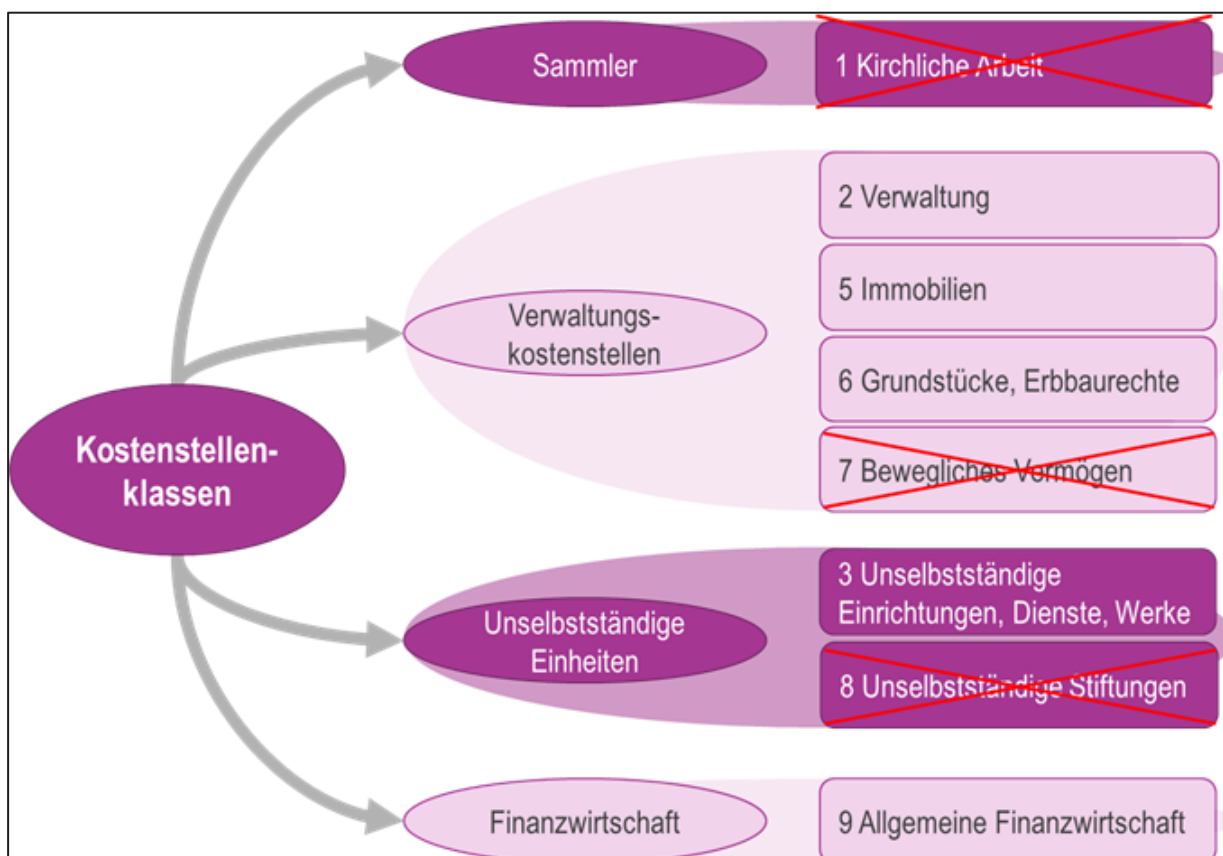 Sammler
1 Kirchliche Arbeit
2 Verwaltung
5 Immobilien
Verwaltungs-
kostenstellen
6 Grundstücke, Erbbaurechte
7 Bewegliches Vermögen
Kostenstellen-
klassen
3 Unselbstständige
Einrichtungen, Dienste, Werke
Unselbstständige
Einheiten
8 Unselbstständige Stiftungen
Finanzwirtschaft
9 Allgemeine Finanzwirtschaft